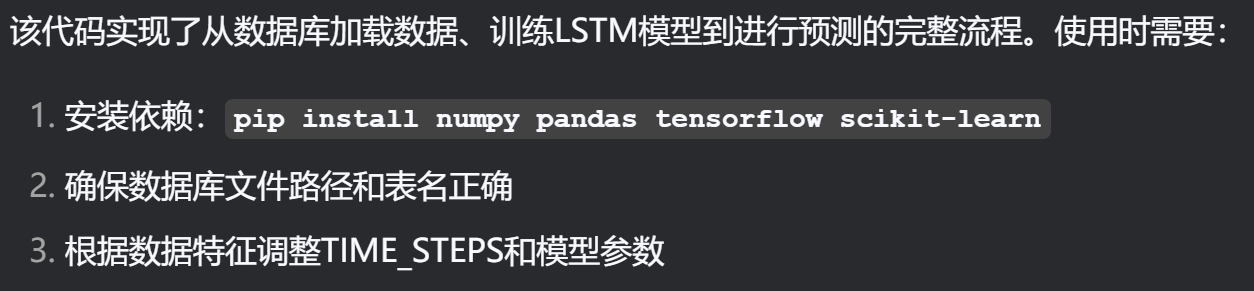 该代码实现了从数据库加载数据、训练LSTM模型到进行预测的完整流程。使用时需要：
1. 安装依赖：pip install numpy pandas tensorflow scikit-learn
2. 确保数据库文件路径和表名正确
3. 根据数据特征调整TIME_STEPS和模型参数